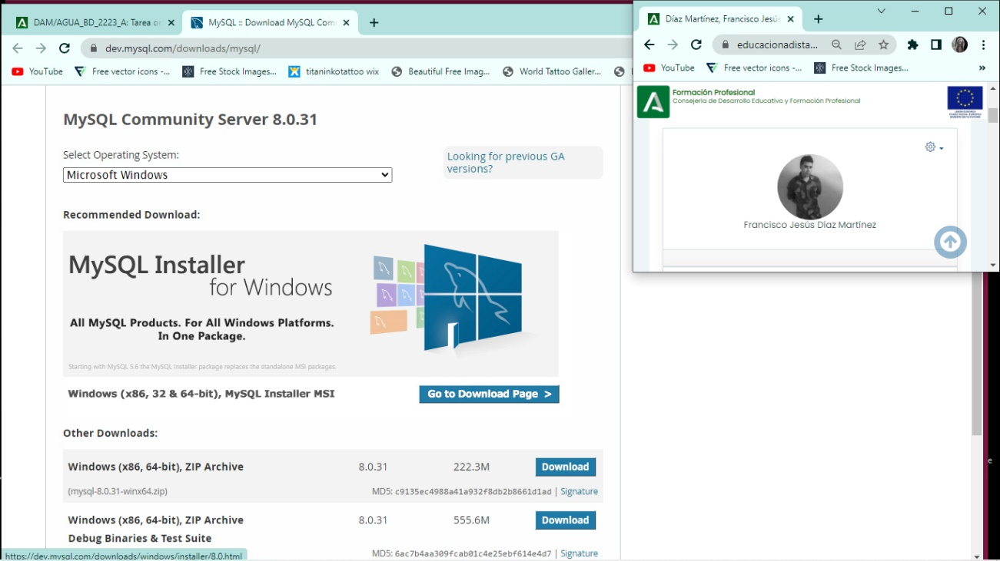 DAM/AGUA_BD_2223_A: Tarea on
MySQL :: Download MySQL Com
dev.mysql.com/downloads/mysql/
YouTube
Free vector icons -...
Free Stock Images...
titaninkotattoo wix
Beautiful Free Imag...
World Tattoo Galler...
MySQL Community Server 8.0.31
Select Operating System:
Microsoft Windows
Looking for previous GA
versions?
Recommended Download:
MySQL Installer
for Windows
All MySQL Products. For All Windows Platforms.
In One Package.
Starting with MySQL 5.6 the MySQL Installer package replaces the standalone MSI packages.
Windows (x86, 32 & 64-bit), MySQL Installer MSI
Go to Download Page >
Other Downloads:
Windows (x86, 64-bit), ZIP Archive
8.0.31
222.3M
Download
(mysql-8.0.31-winx64.zip)
MD5: c9135ec4988a41a932f8db2b8661d1ad | Signature
Windows (x86, 64-bit), ZIP Archive
Debug Binaries & Test Suite
8.0.31
555.6M
Download
MD5: 6ac7b4aa309fcab01c4e25ebf614e4d7 | Signature
https://dev.mysql.com/downloads/windows/installer/8.0.html
Díaz Martínez, Francisco Jesús
educacionadista...
YouTube
Free vector icons -...
Free Stock Images...
»
Formación Profesional
Consejería de Desarrollo Educativo y Formación Profesional
Francisco Jesús Díaz Martínez